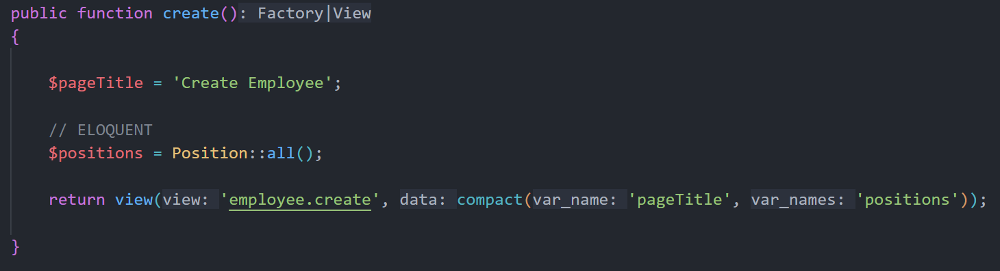 public function create(): Factory|View
{
$pageTitle = 'Create Employee';
// ELOQUENT
$positions = Position::all();
return view(view: 'employee.create', data: compact(var_name: 'pageTitle', var_names: 'positions'));
}